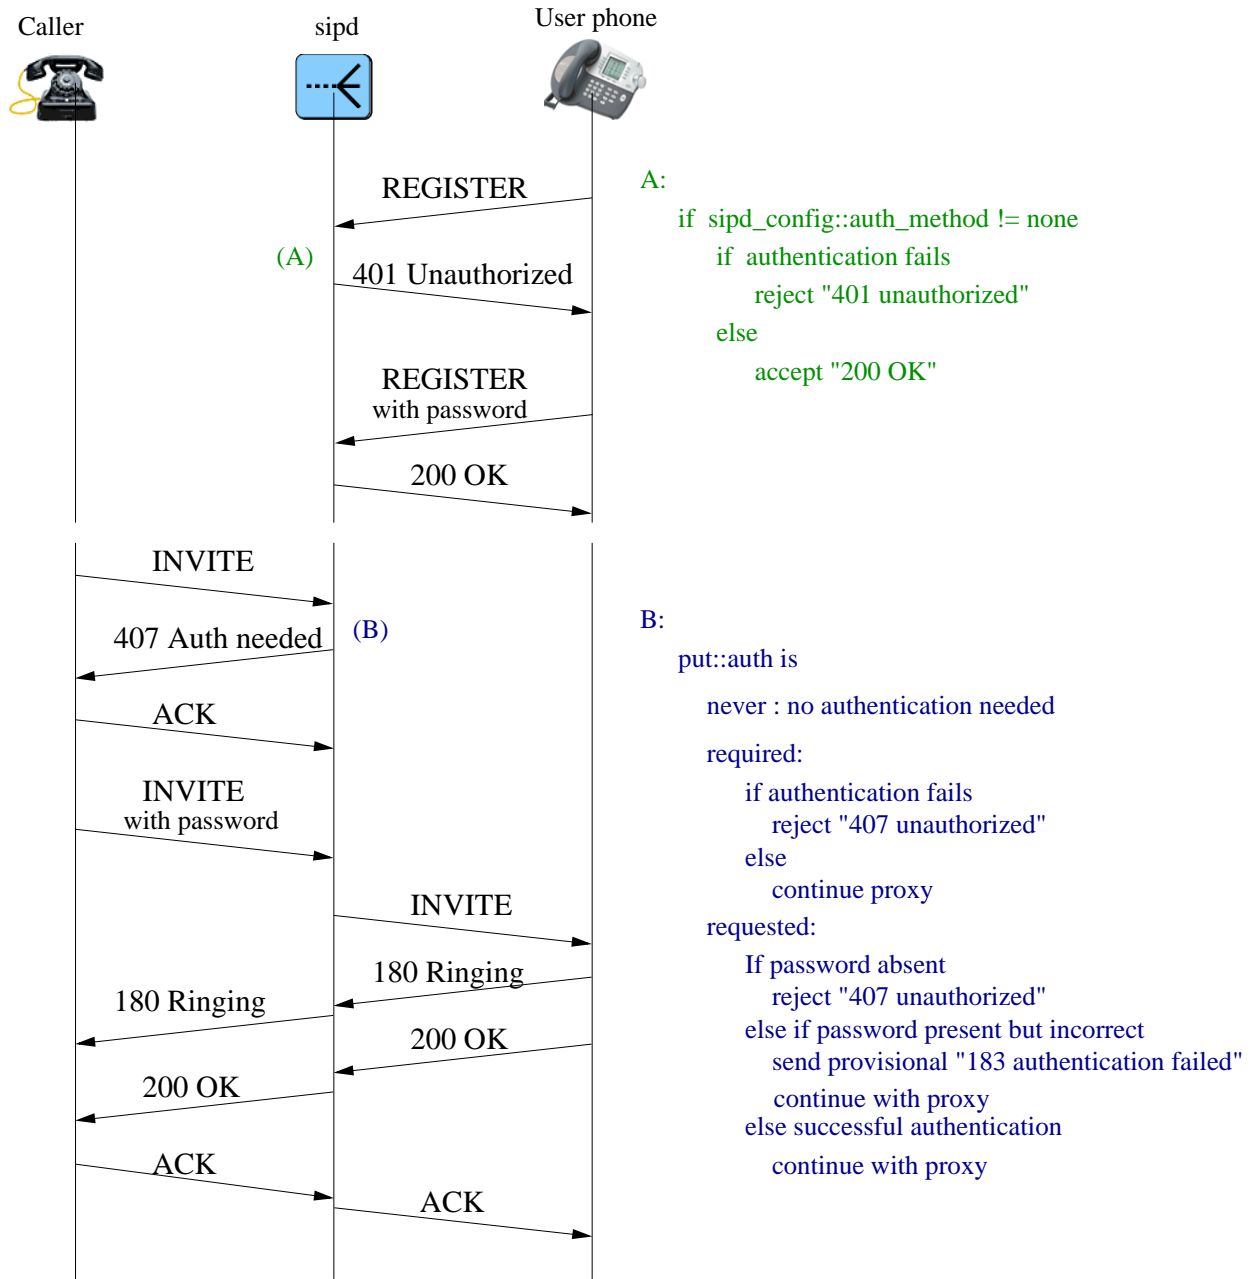 Caller
sipd
User phone
REGISTER
(A)
401 Unauthorized
REGISTER
with password
200 OK
A:
if sipd_config::auth_method != none
if authentication fails
reject "401 unauthorized"
else
accept "200 OK"
INVITE
407 Auth needed
(B)
ACK
INVITE
with password
INVITE
180 Ringing
180 Ringing
200 OK
200 OK
ACK
ACK
B:
put::auth is
never : no authentication needed
required:
if authentication fails
reject "407 unauthorized"
else
continue proxy
requested:
If password absent
reject "407 unauthorized"
else if password present but incorrect
send provisional "183 authentication failed"
continue with proxy
else successful authentication
continue with proxy